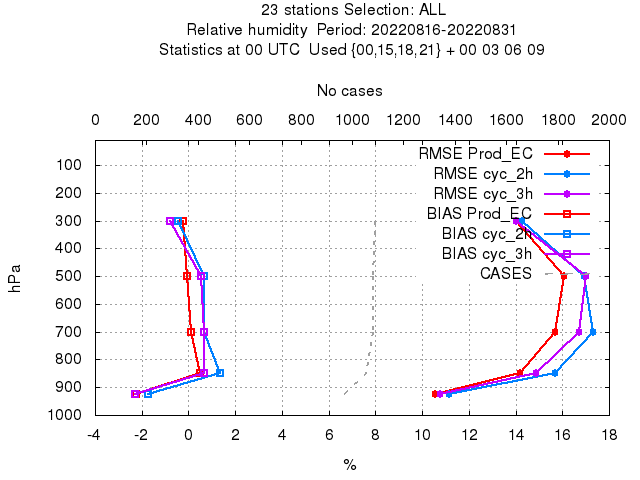 23 stations Selection: ALL
Relative humidity  Period: 20220816-20220831
Statistics at 00 UTC  Used {00,15,18,21} + 00 03 06 09
No cases
0 200 400 600 800 1000 1200 1400 1600 1800 2000
RMSE Prod_EC
RMSE cyc_2h
RMSE cyc_3h
BIAS Prod_EC
BIAS cyc_2h
BIAS cyc_3h
CASES
100
200
300
400
500
600
700
800
900
1000
hPa
-4 -2 0 2 4 6 8 10 12 14 16 18
%